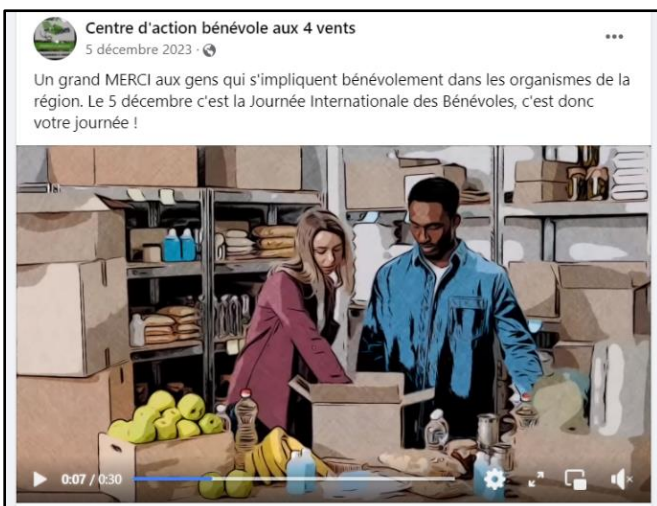 Centre d'action bénévole aux 4 vents
5 décembre 2023 ·
Un grand MERCI aux gens qui s'impliquent bénévolement dans les organismes de la
région. Le 5 décembre c'est la Journée Internationale des Bénévoles, c'est donc
votre journée !
0:07 / 0:30